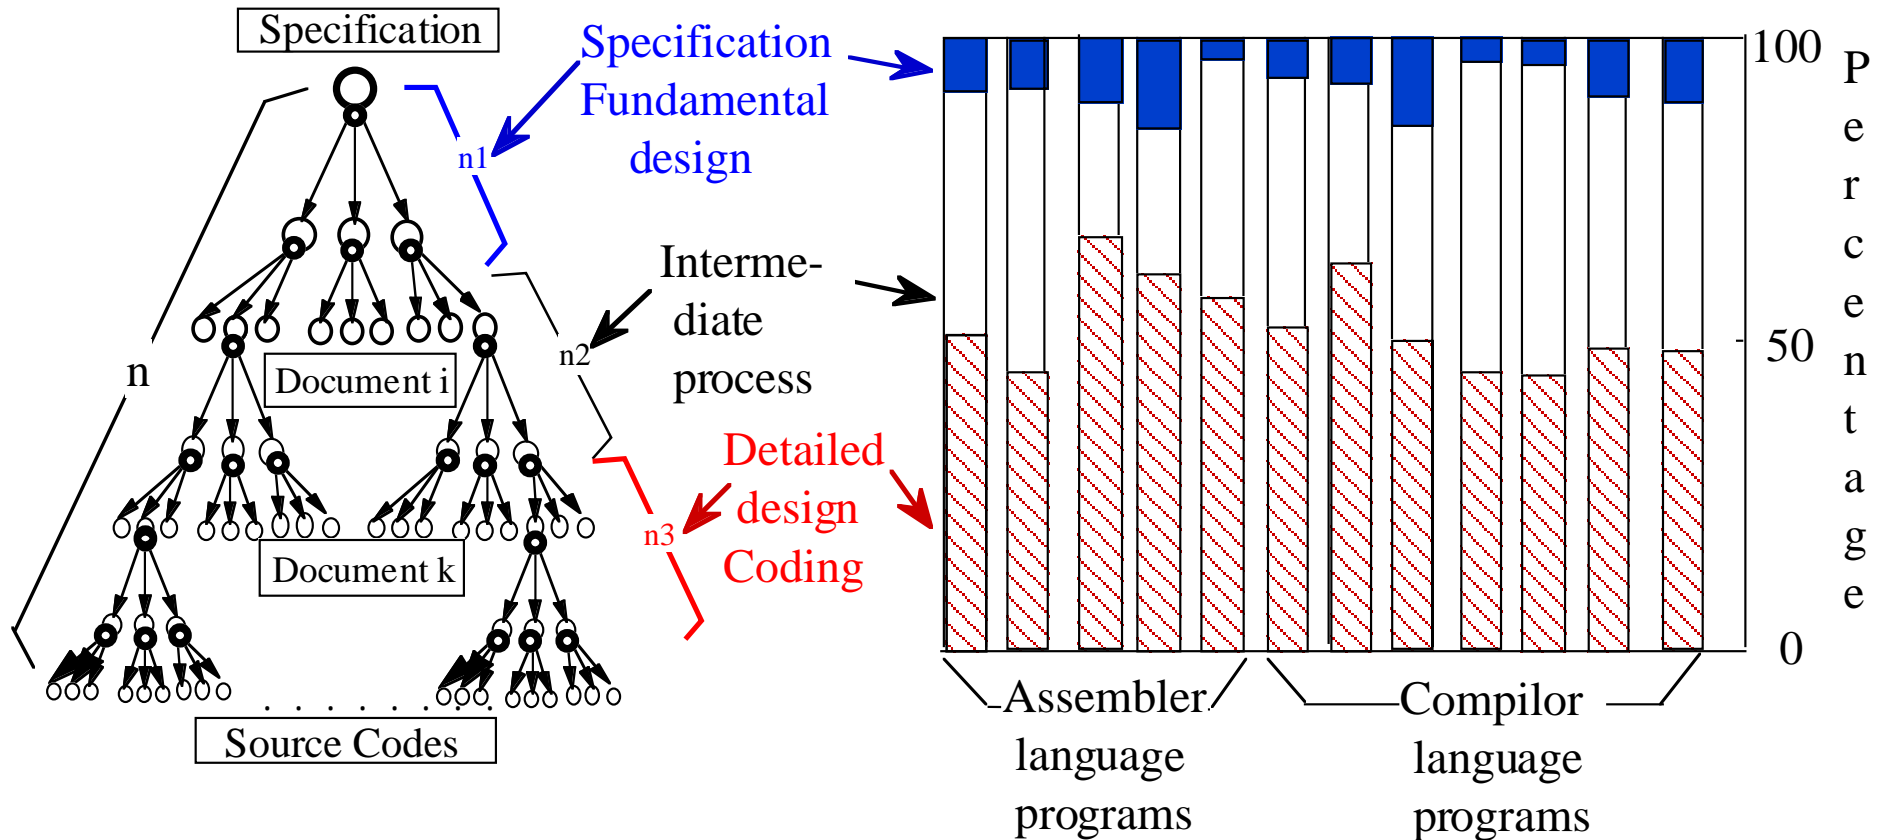 Specification
n
n1
n2
n3
Document i
Document k
Source Codes
Specification
Fundamental
design
Interme-
diate
process
Detailed
design
Coding
100
50
0
Percentage
Assembler
language
programs
Compilor
language
programs